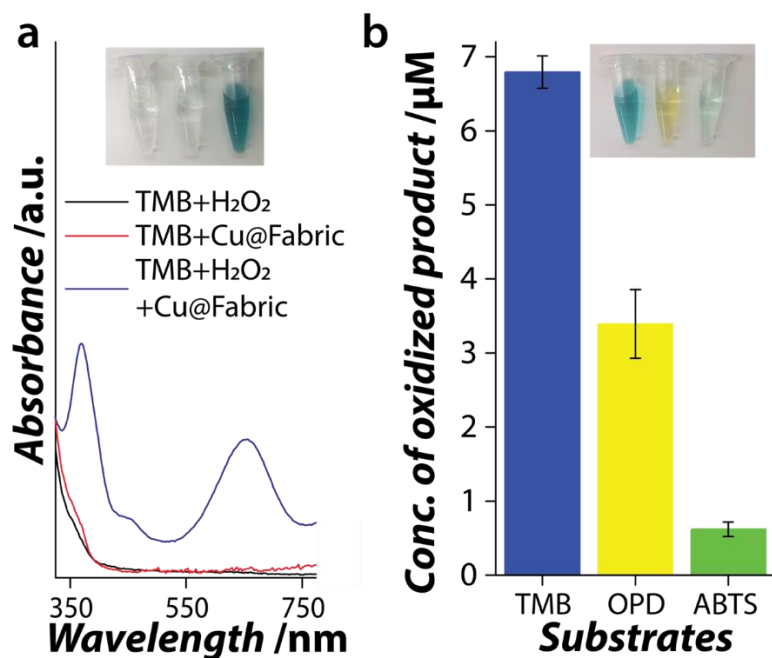 a
Absorbance /a.u.
TMB+H₂O₂
TMB+Cu@Fabric
TMB+H₂O₂
+Cu@Fabric
350 550 750
Wavelength /nm
b
Conc. of oxidized product /µM
7
6
5
4
3
2
1
0
TMB OPD ABTS
Substrates